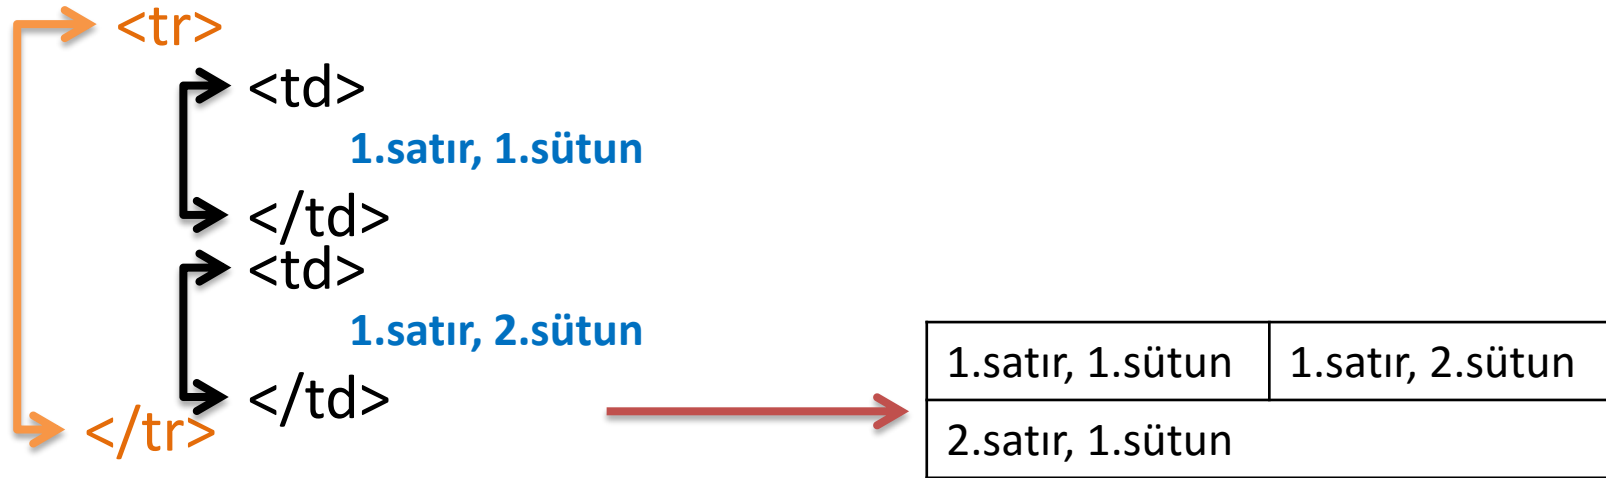 <tr>
<td>
1.satır, 1.sütun
</td>
<td>
1.satır, 2.sütun
</td>
</tr>
1.satır, 1.sütun 1.satır, 2.sütun
2.satır, 1.sütun